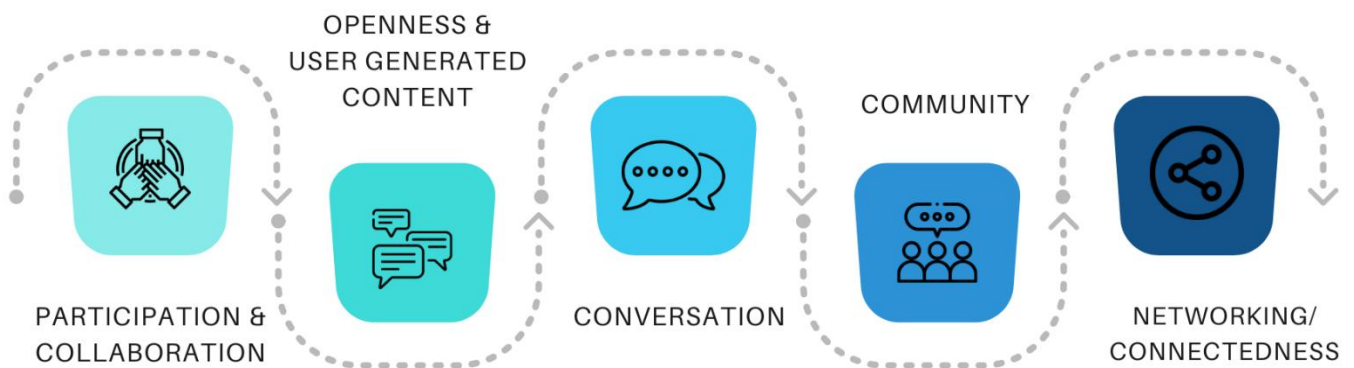 PARTICIPATION &
COLLABORATION
OPENNESS &
USER GENERATED
CONTENT
CONVERSATION
COMMUNITY
NETWORKING/
CONNECTEDNESS